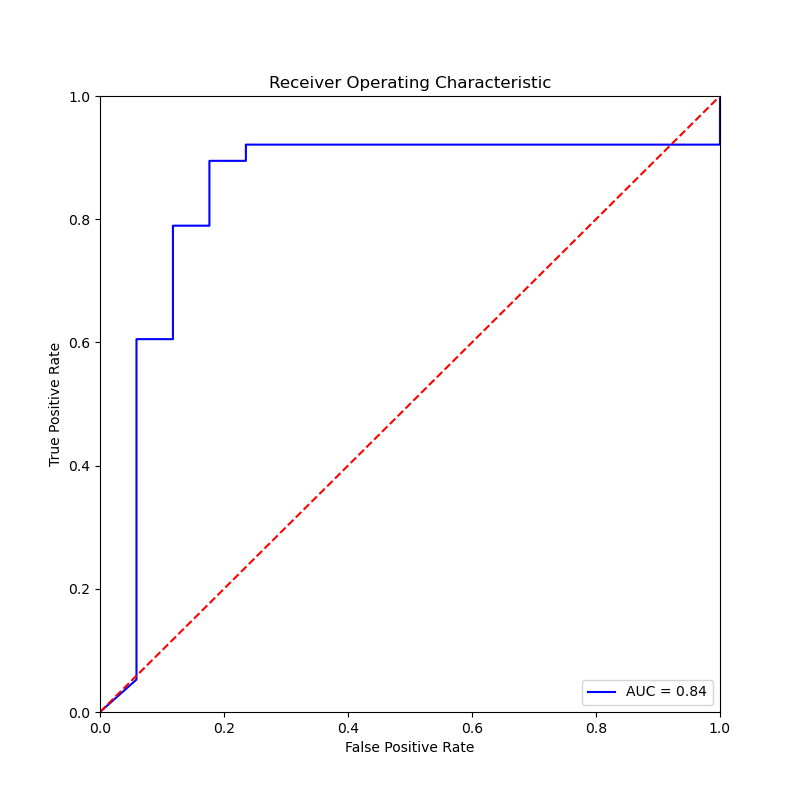 Receiver Operating Characteristic
1.0
0.8
0.6
0.4
0.2
0.0
True Positive Rate
AUC = 0.84
0.0 0.2 0.4 0.6 0.8 1.0
False Positive Rate